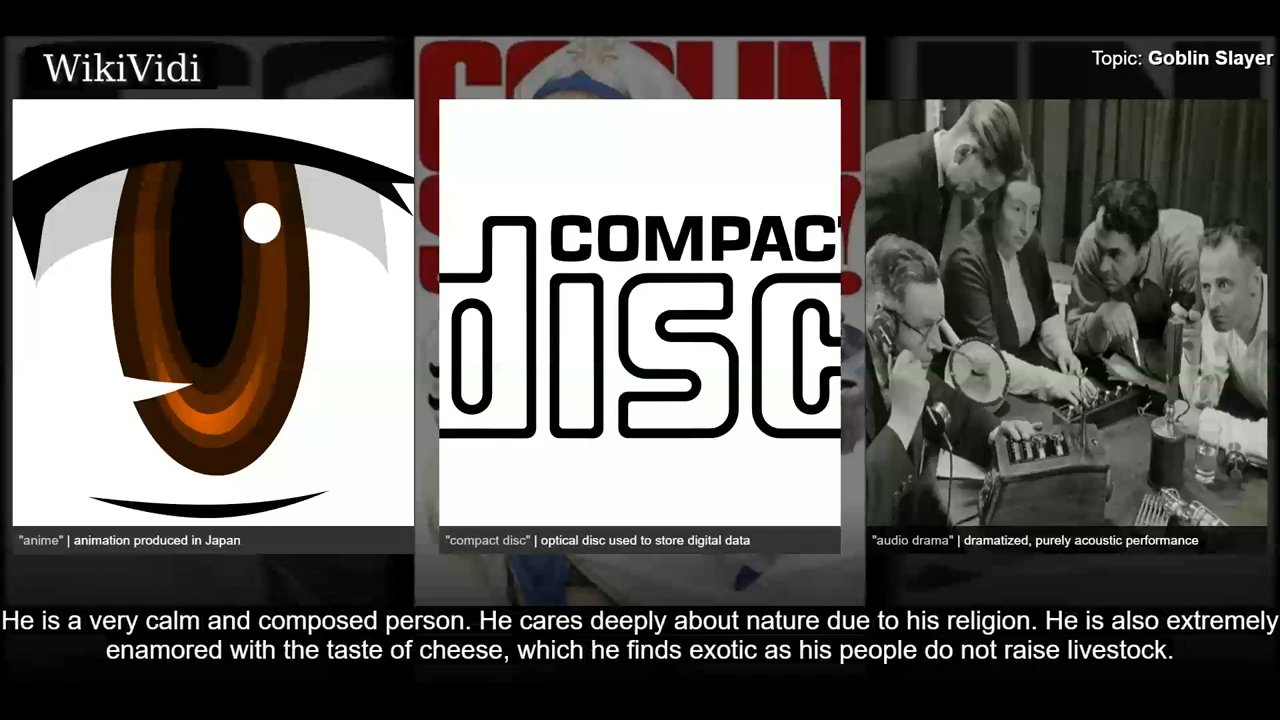 WikiVidi
Topic: Goblin Slayer
GOBLIN
COMPACT
disc
"anime" | animation produced in Japan
"compact disc" | optical disc used to store digital data
"audio drama" | dramatized, purely acoustic performance
He is a very calm and composed person. He cares deeply about nature due to his religion. He is also extremely
enamored with the taste of cheese, which he finds exotic as his people do not raise livestock.